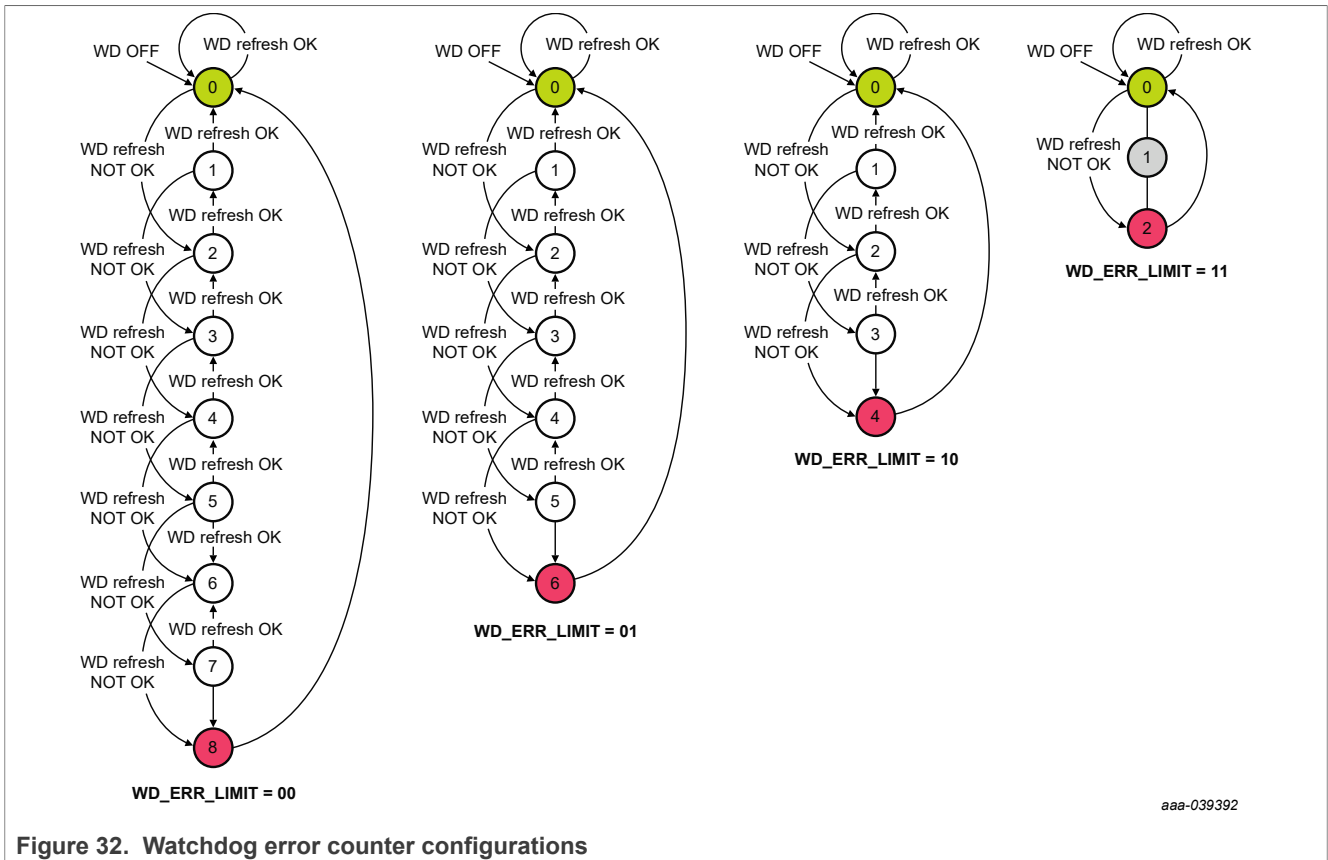 WD OFF
WD refresh OK
0
WD refresh OK
WD refresh
NOT OK
1
WD refresh OK
2
WD refresh
NOT OK
WD refresh OK
3
WD refresh
NOT OK
WD refresh OK
4
WD refresh
NOT OK
WD refresh OK
5
WD refresh
NOT OK
WD refresh OK
6
WD refresh
NOT OK
WD refresh OK
7
WD refresh
NOT OK
8
WD_ERR_LIMIT = 00
WD OFF
WD refresh OK
0
WD refresh OK
WD refresh
NOT OK
1
WD refresh OK
2
WD refresh
NOT OK
WD refresh OK
3
WD refresh
NOT OK
WD refresh OK
4
WD refresh
NOT OK
WD refresh OK
5
WD refresh
NOT OK
6
WD_ERR_LIMIT = 01
WD OFF
WD refresh OK
0
WD refresh OK
WD refresh
NOT OK
1
WD refresh OK
2
WD refresh
NOT OK
WD refresh OK
3
WD refresh
NOT OK
4
WD_ERR_LIMIT = 10
WD OFF
WD refresh OK
0
WD refresh
NOT OK
1
2
WD_ERR_LIMIT = 11
aaa-039392
Figure 32. Watchdog error counter configurations